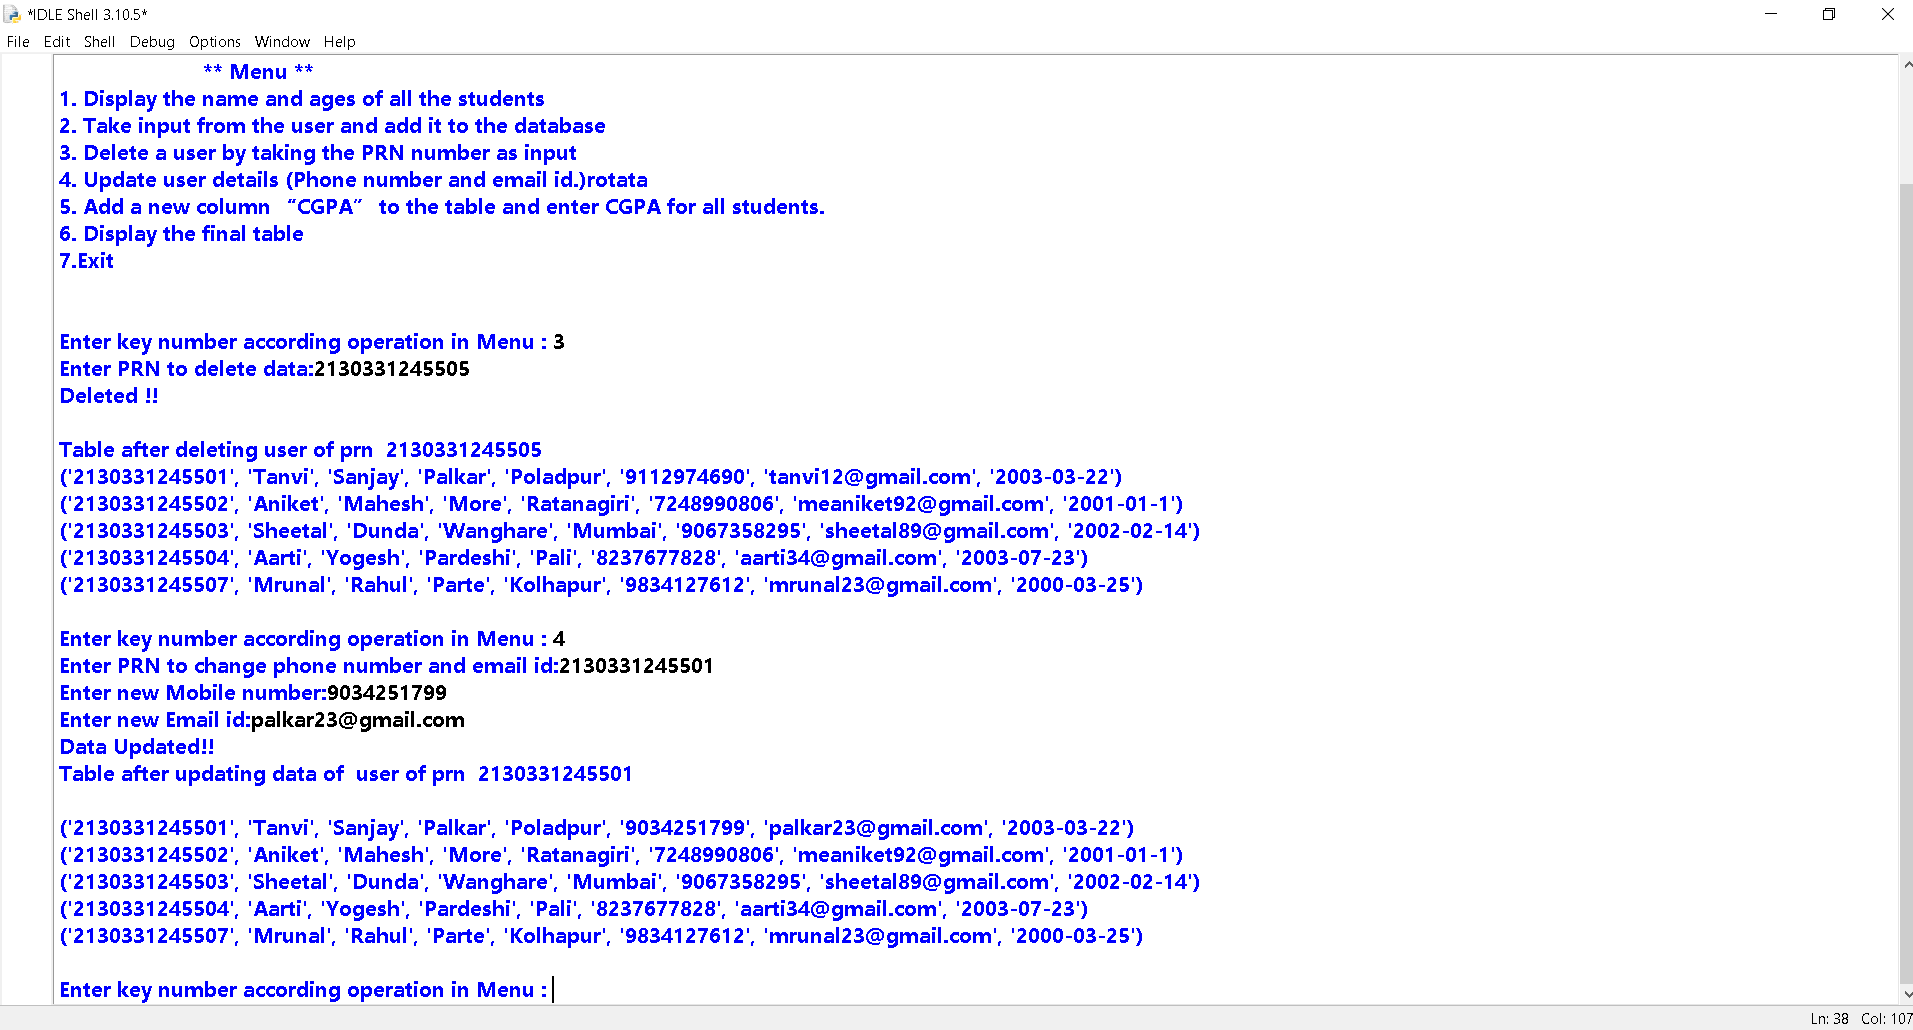 *IDLE Shell 3.10.5*
File Edit Shell Debug Options Window Help
** Menu **
1. Display the name and ages of all the students
2. Take input from the user and add it to the database
3. Delete a user by taking the PRN number as input
4. Update user details (Phone number and email id.)rotata
5. Add a new column “CGPA” to the table and enter CGPA for all students.
6. Display the final table
7.Exit
Enter key number according operation in Menu : 3
Enter PRN to delete data:2130331245505
Deleted !!
Table after deleting user of prn  2130331245505
('2130331245501', 'Tanvi', 'Sanjay', 'Palkar', 'Poladpur', '9112974690', 'tanvi12@gmail.com', '2003-03-22')
('2130331245502', 'Aniket', 'Mahesh', 'More', 'Ratanagiri', '7248990806', 'meaniket92@gmail.com', '2001-01-1')
('2130331245503', 'Sheetal', 'Dunda', 'Wanghare', 'Mumbai', '9067358295', 'sheetal89@gmail.com', '2002-02-14')
('2130331245504', 'Aarti', 'Yogesh', 'Pardeshi', 'Pali', '8237677828', 'aarti34@gmail.com', '2003-07-23')
('2130331245507', 'Mrunal', 'Rahul', 'Parte', 'Kolhapur', '9834127612', 'mrunal23@gmail.com', '2000-03-25')
Enter key number according operation in Menu : 4
Enter PRN to change phone number and email id:2130331245501
Enter new Mobile number:9034251799
Enter new Email id:palkar23@gmail.com
Data Updated!!
Table after updating data of  user of prn  2130331245501
('2130331245501', 'Tanvi', 'Sanjay', 'Palkar', 'Poladpur', '9034251799', 'palkar23@gmail.com', '2003-03-22')
('2130331245502', 'Aniket', 'Mahesh', 'More', 'Ratanagiri', '7248990806', 'meaniket92@gmail.com', '2001-01-1')
('2130331245503', 'Sheetal', 'Dunda', 'Wanghare', 'Mumbai', '9067358295', 'sheetal89@gmail.com', '2002-02-14')
('2130331245504', 'Aarti', 'Yogesh', 'Pardeshi', 'Pali', '8237677828', 'aarti34@gmail.com', '2003-07-23')
('2130331245507', 'Mrunal', 'Rahul', 'Parte', 'Kolhapur', '9834127612', 'mrunal23@gmail.com', '2000-03-25')
Enter key number according operation in Menu :
Ln: 38 Col: 107